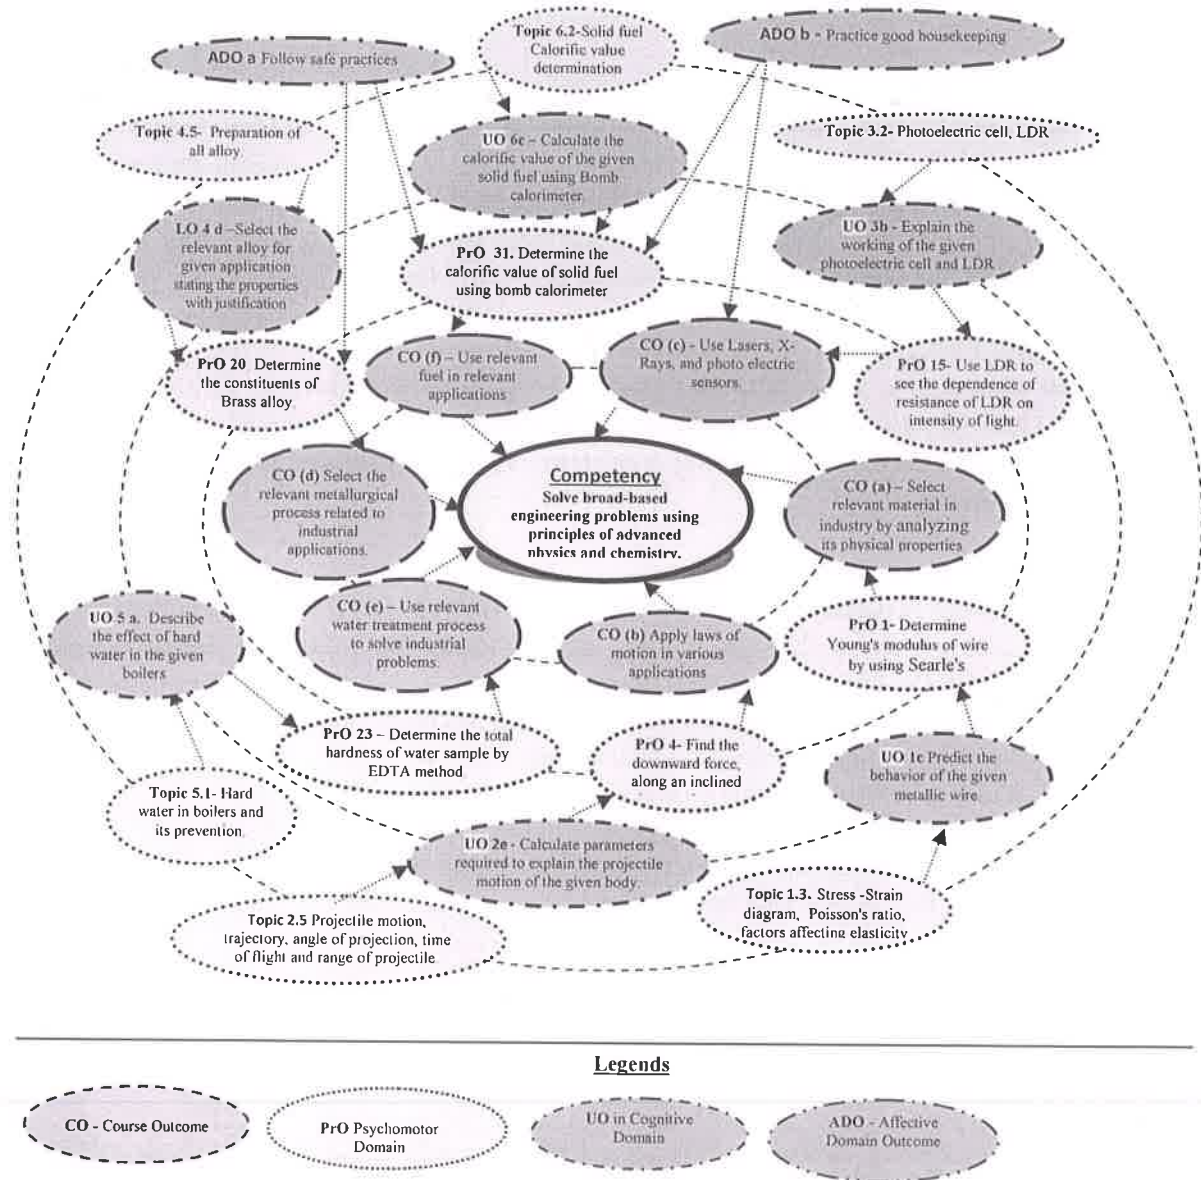 Topic 6.2-Solid fuel
Calorific value
determination
ADO a Follow safe practices
ADO b - Practice good housekeeping
Topic 4.5- Preparation of
all alloy.
UO 6c – Calculate the
calorific value of the given
solid fuel using Bomb
calorimeter.
Topic 3.2- Photoelectric cell, LDR
LO 4 d –Select the
relevant alloy for
given application
stating the properties
with justification
UO 3b - Explain the
working of the given
photoelectric cell and LDR
PrO 31. Determine the
calorific value of solid fuel
using bomb calorimeter
PrO 20 Determine
the constituents of
Brass alloy
CO (f) – Use relevant
fuel in relevant
applications
CO (c) - Use Lasers, X-
Rays, and photo electric
sensors.
PrO 15- Use LDR to
see the dependence of
resistance of LDR on
intensity of light.
CO (d) Select the
relevant metallurgical
process related to
industrial
applications.
Competency
Solve broad-based
engineering problems using
principles of advanced
physics and chemistry.
CO (a) – Select
relevant material in
industry by analyzing
its physical properties
UO 5 a. Describe
the effect of hard
water in the given
boilers
CO (e) – Use relevant
water treatment process
to solve industrial
problems.
CO (b) Apply laws of
motion in various
applications
PrO 1- Determine
Young's modulus of wire
by using Searle's
PrO 23 – Determine the total
hardness of water sample by
EDTA method
PrO 4- Find the
downward force,
along an inclined
UO 1c Predict the
behavior of the given
metallic wire
Topic 5.1- Hard
water in boilers and
its prevention
UO 2e - Calculate parameters
required to explain the projectile
motion of the given body.
Topic 2.5 Projectile motion,
trajectory, angle of projection, time
of flight and range of projectile
Topic 1.3. Stress -Strain
diagram, Poisson's ratio,
factors affecting elasticity
Legends
CO - Course Outcome
PrO Psychomotor
Domain
UO in Cognitive
Domain
ADO - Affective
Domain Outcome